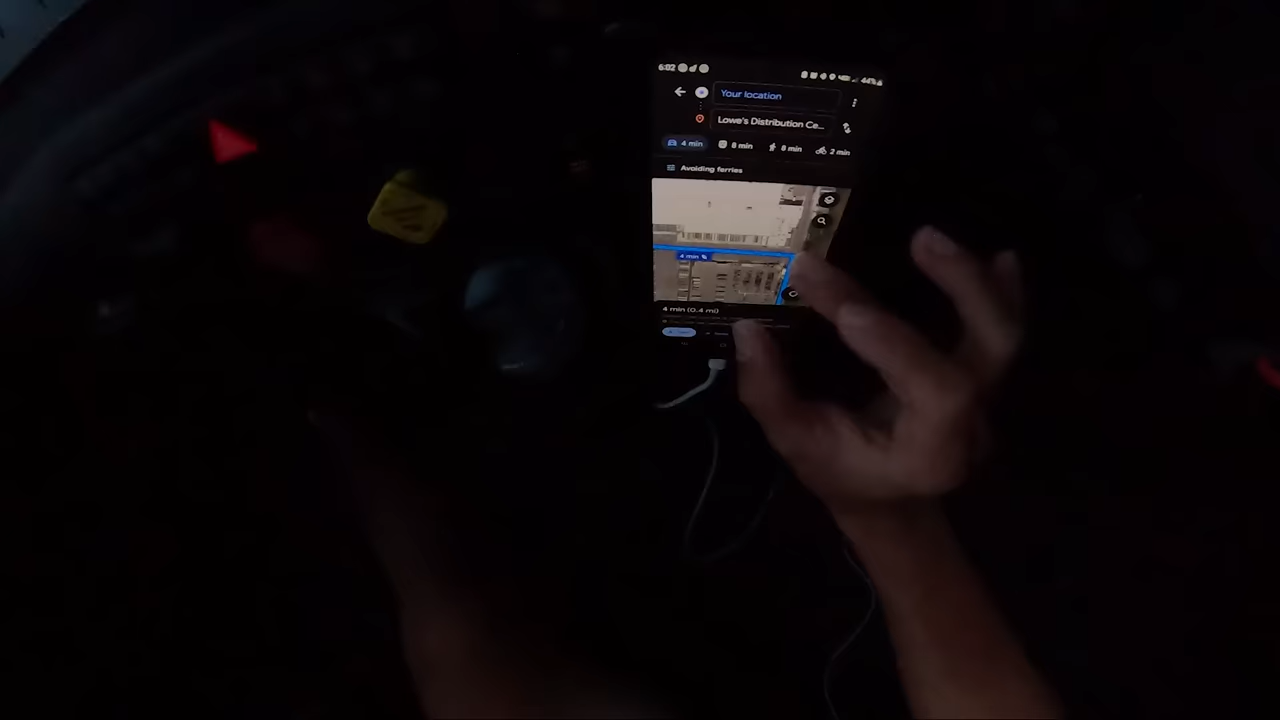 6:02 44%
Your location
Lowe's Distribution Ce...
4 min 8 min 8 min 2 min
Avoiding ferries
4 min
4 min (0.4 mi)